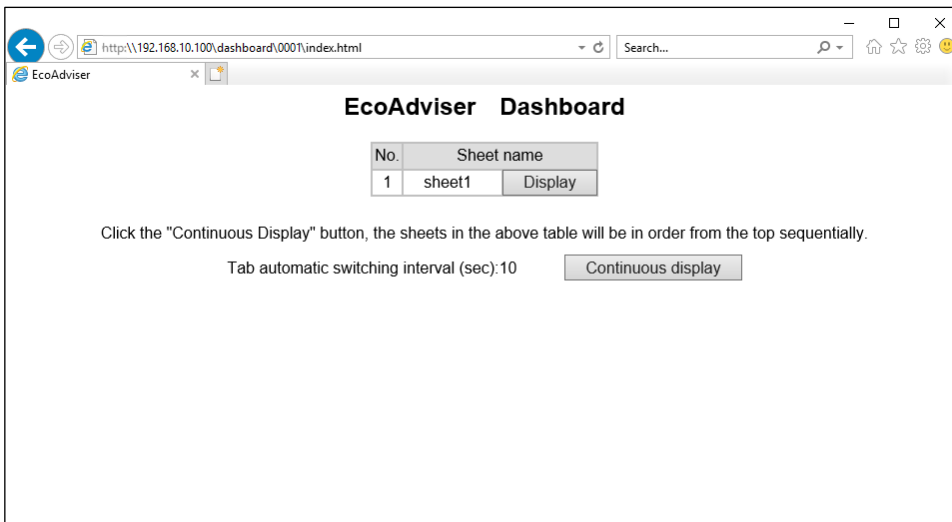 http:\\192.168.10.100\dashboard\0001\index.html
Search...
EcoAdviser
EcoAdviser Dashboard
No. Sheet name
1 sheet1 Display
Click the "Continuous Display" button, the sheets in the above table will be in order from the top sequentially.
Tab automatic switching interval (sec):10 Continuous display